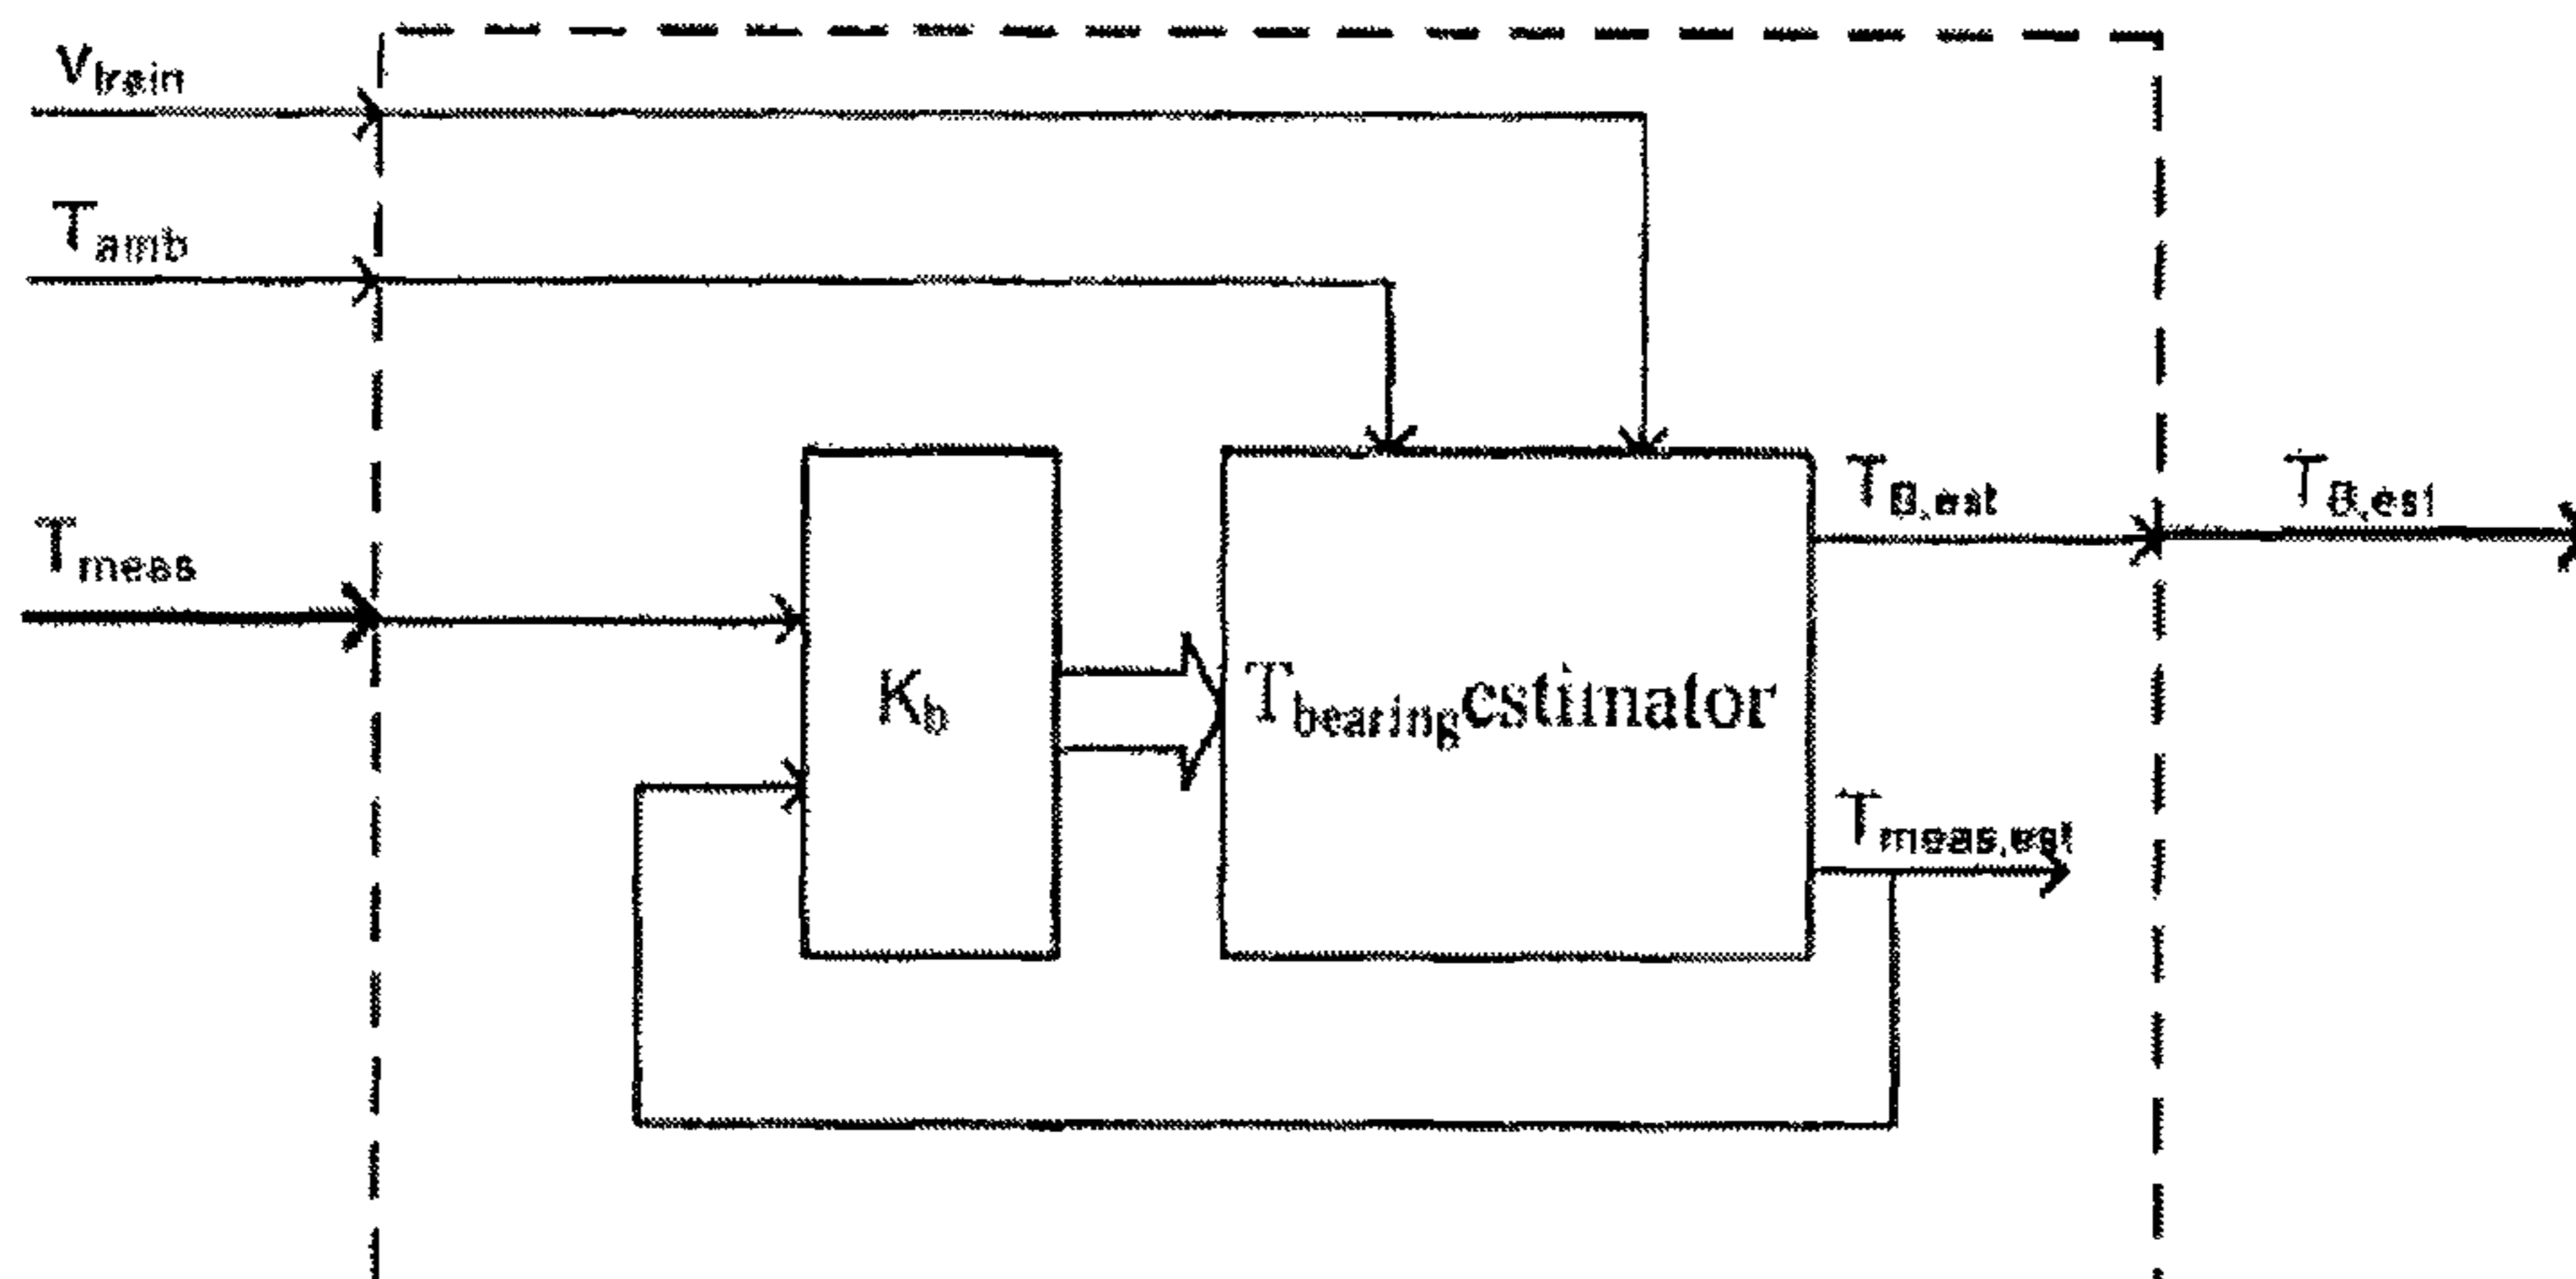 V_train
T_amb
T_meas
K_b
T_bearing estimator
T_B,est
T_B,est
T_meas,est